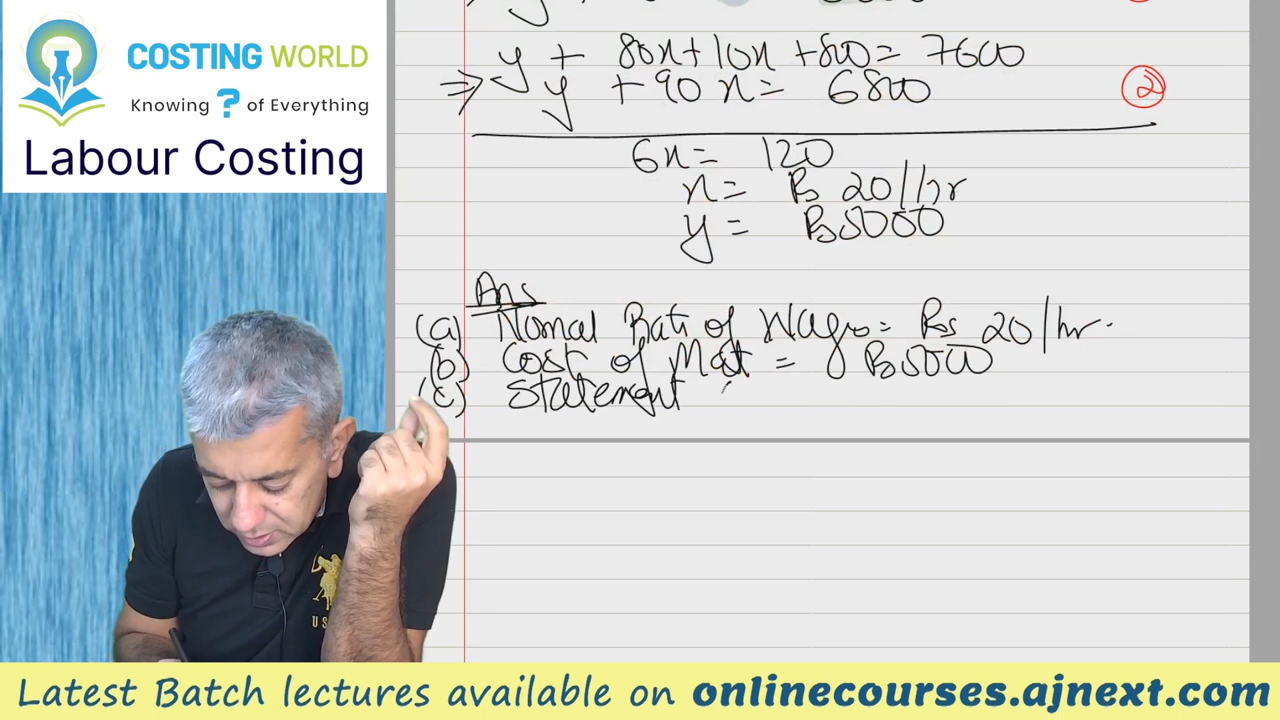 COSTING WORLD
Knowing ? of Everything
Labour Costing
y + 80x + 10x + 800 = 7600
=> y + 90x = 6800 (2)
6x = 120
x = Rs 20/hr
y = Rs 5000
Ans
(a) Normal Rate of Wages = Rs 20/hr.
(b) Cost of Mat = Rs 5000
(c) Statement
Latest Batch lectures available on onlinecourses.ajnext.com